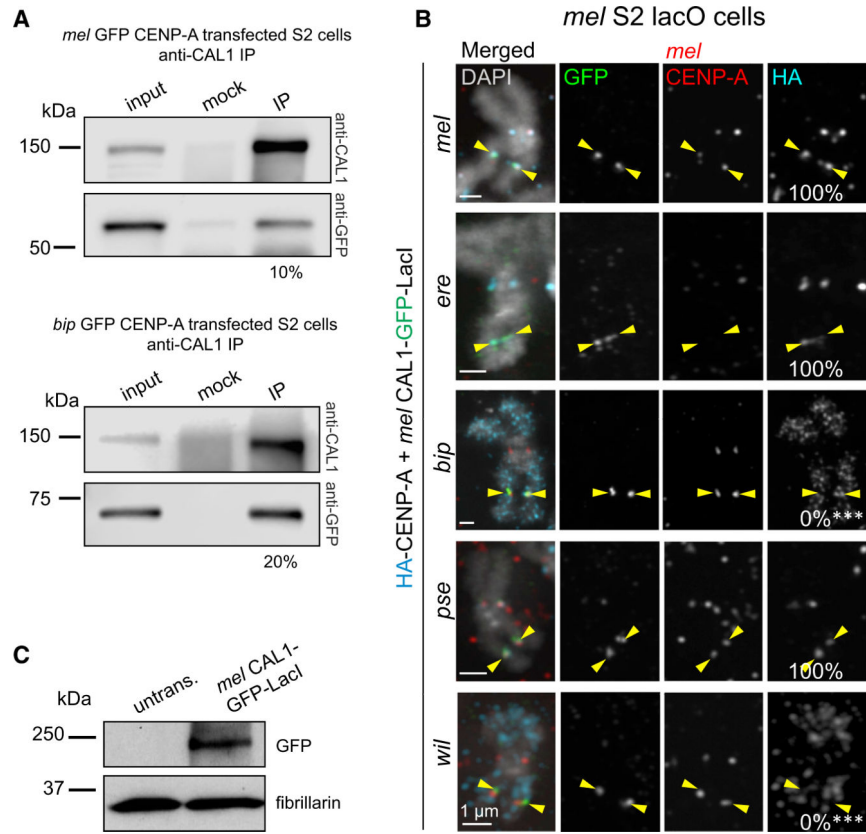 A
mel GFP CENP-A transfected S2 cells
anti-CAL1 IP
input mock IP
kDa
150
anti-CAL1
50
anti-GFP
10%
bip GFP CENP-A transfected S2 cells
anti-CAL1 IP
input mock IP
kDa
150
anti-CAL1
75
anti-GFP
20%
C
kDa
untrans.
mel CAL1-
GFP-LacI
250
GFP
37
fibrillarin
B
mel S2 lacO cells
HA-CENP-A + mel CAL1-GFP-LacI
Merged mel
DAPI GFP CENP-A HA
mel
100%
ere
100%
bip
0%***
pse
100%
wil
1 µm
0%***